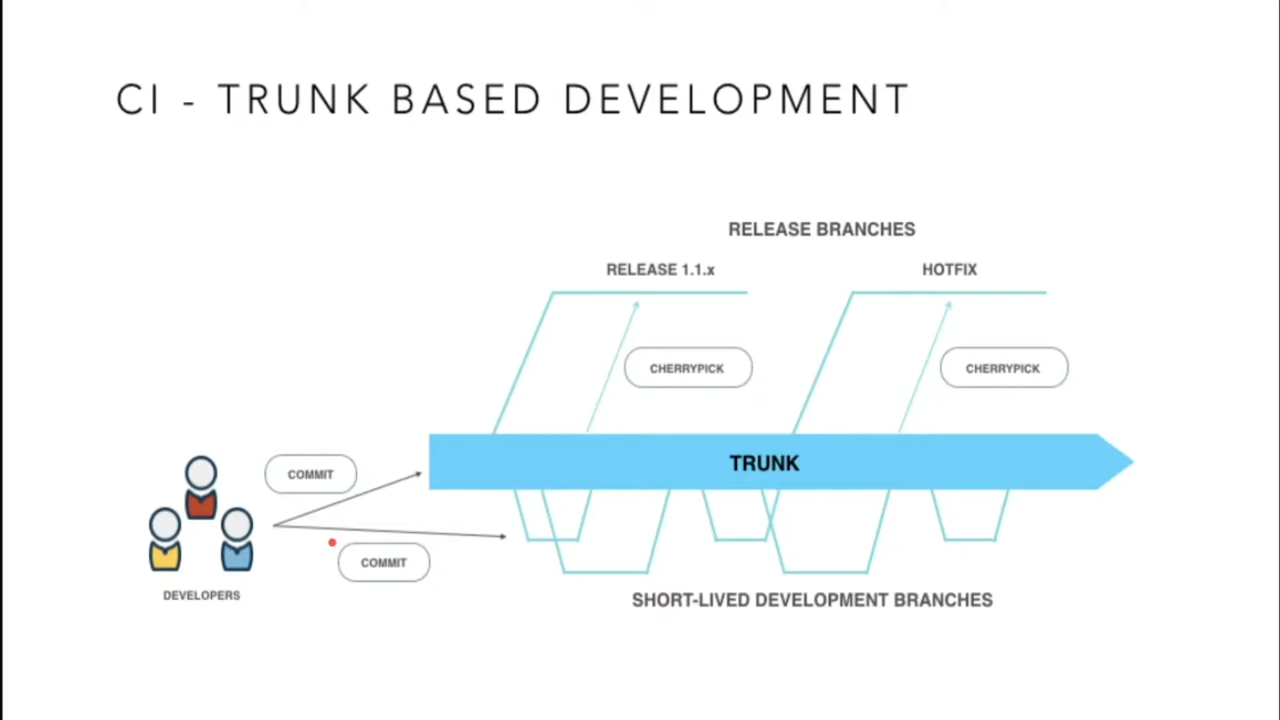 CI - TRUNK BASED DEVELOPMENT
RELEASE BRANCHES
RELEASE 1.1.x
HOTFIX
CHERRYPICK
CHERRYPICK
TRUNK
COMMIT
COMMIT
DEVELOPERS
SHORT-LIVED DEVELOPMENT BRANCHES